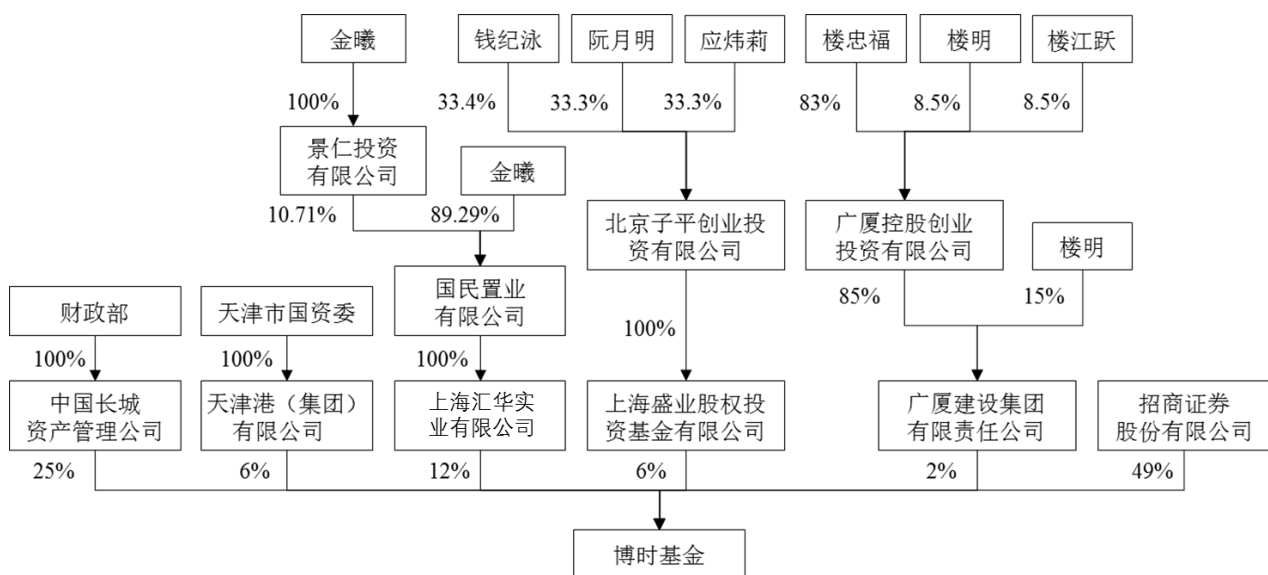 金曦
钱纪泳
阮月明
应炜莉
楼忠福
楼明
楼江跃
100%
33.4%
33.3%
33.3%
83%
8.5%
8.5%
景仁投资
有限公司
金曦
10.71%
89.29%
北京子平创业投
资有限公司
广厦控股创业
投资有限公司
楼明
财政部
天津市国资委
国民置业
有限公司
85%
15%
100%
100%
100%
100%
中国长城
资产管理公司
天津港（集团）
有限公司
上海汇华实
业有限公司
上海盛业股权投
资基金有限公司
广厦建设集团
有限责任公司
招商证券
股份有限公司
25%
6%
12%
6%
2%
49%
博时基金